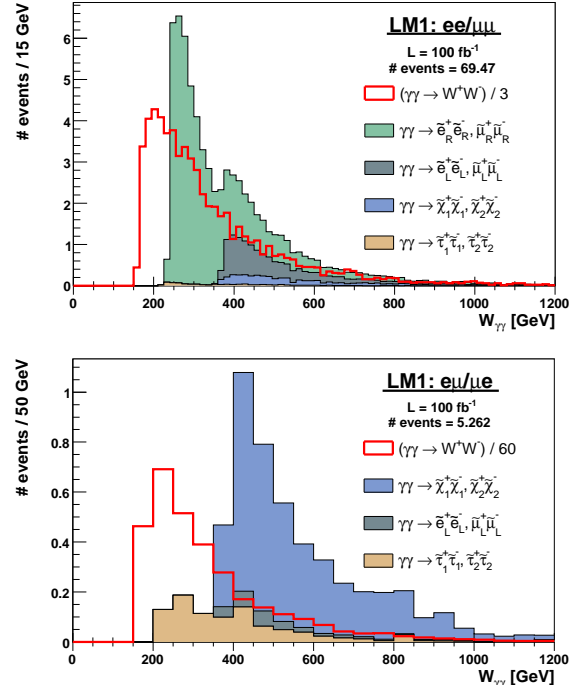 LM1: ee/μμ
L = 100 fb⁻¹
# events = 69.47
(γγ → W⁺W⁻) / 3
γγ → ẽ⁺_R ẽ⁻_R, μ̃⁺_R μ̃⁻_R
γγ → ẽ⁺_L ẽ⁻_L, μ̃⁺_L μ̃⁻_L
γγ → χ̃⁺_1 χ̃⁻_1, χ̃⁺_2 χ̃⁻_2
γγ → τ̃⁺_1 τ̃⁻_1, τ̃⁺_2 τ̃⁻_2
# events / 15 GeV
6
5
4
3
2
1
0
0 200 400 600 800 1000 1200
W_γγ [GeV]
LM1: eμ/μe
L = 100 fb⁻¹
# events = 5.262
(γγ → W⁺W⁻) / 60
γγ → χ̃⁺_1 χ̃⁻_1, χ̃⁺_2 χ̃⁻_2
γγ → ẽ⁺_L ẽ⁻_L, μ̃⁺_L μ̃⁻_L
γγ → τ̃⁺_1 τ̃⁻_1, τ̃⁺_2 τ̃⁻_2
# events / 50 GeV
1
0.8
0.6
0.4
0.2
0
0 200 400 600 800 1000 1200
W_γγ [GeV]